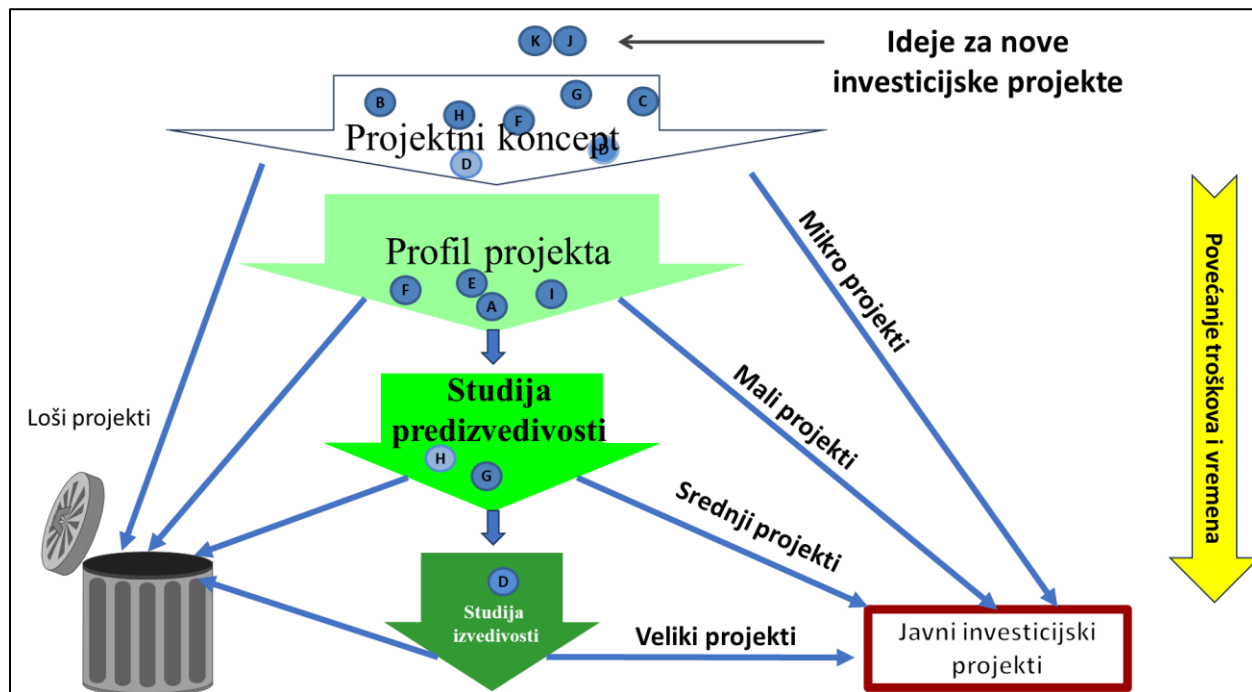 K J
Ideje za nove
investicijske projekte
B H F G C
Projektni koncept
D D
Profil projekta
F E A I
Mikro projekti
Povećanje troškova i vremena
Studija
predizvedivosti
Mali projekti
Loši projekti
H G
Srednji projekti
D
Studija
izvedivosti
Veliki projekti
Javni investicijski
projekti